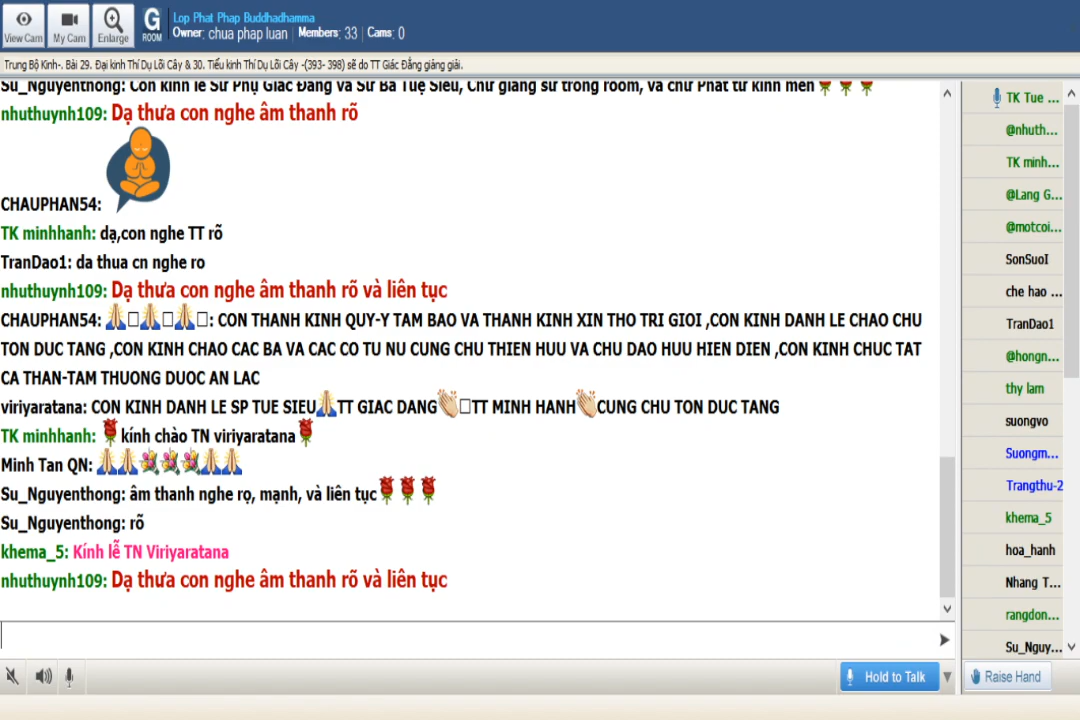 View Cam
My Cam
Enlarge
G
ROOM
Lop Phat Phap Buddhadhamma
Owner: chua phap luan | Members: 33 | Cams: 0
Trung Bộ Kinh-. Bài 29. Đại kinh Thí Dụ Lõi Cây & 30. Tiểu kinh Thí Dụ Lõi Cây -(393- 398) sẽ do TT Giác Đẳng giảng giải.
Su_Nguyenthong: Con kính lễ Sư Phụ Giác Đẳng và Sư Bà Tuệ Siêu, Chư giảng sư trong room, và chư Phật tử kính mến
nhuthuynh109: Dạ thưa con nghe âm thanh rõ
CHAUPHAN54:
TK minhhanh: dạ,con nghe TT rõ
TranDao1: da thua cn nghe ro
nhuthuynh109: Dạ thưa con nghe âm thanh rõ và liên tục
CHAUPHAN54: 🙏□🙏□🙏□: CON THANH KINH QUY-Y TAM BAO VA THANH KINH XIN THO TRI GIOI ,CON KINH DANH LE CHAO CHU
TON DUC TANG ,CON KINH CHAO CAC BA VA CAC CO TU NU CUNG CHU THIEN HUU VA CHU DAO HUU HIEN DIEN ,CON KINH CHUC TAT
CA THAN-TAM THUONG DUOC AN LAC
viriyaratana: CON KINH DANH LE SP TUE SIEU🙏TT GIAC DANG👏□TT MINH HANH👏CUNG CHU TON DUC TANG
TK minhhanh: 🌹kính chào TN viriyaratana🌹
Minh Tan QN: 🙏🙏💐💐💐🙏🙏
Su_Nguyenthong: âm thanh nghe rọ, mạnh, và liên tục🌹🌹🌹
Su_Nguyenthong: rõ
khema_5: Kính lễ TN Viriyaratana
nhuthuynh109: Dạ thưa con nghe âm thanh rõ và liên tục
TK Tue ...
@nhuth...
TK minh...
@Lang G...
@motcoi...
SonSuoI
che hao ...
TranDao1
@hongn...
thy lam
suongvo
Suongm...
Trangthu-2
khema_5
hoa_hanh
Nhang T...
rangdon...
Su_Nguy...
Hold to Talk
Raise Hand